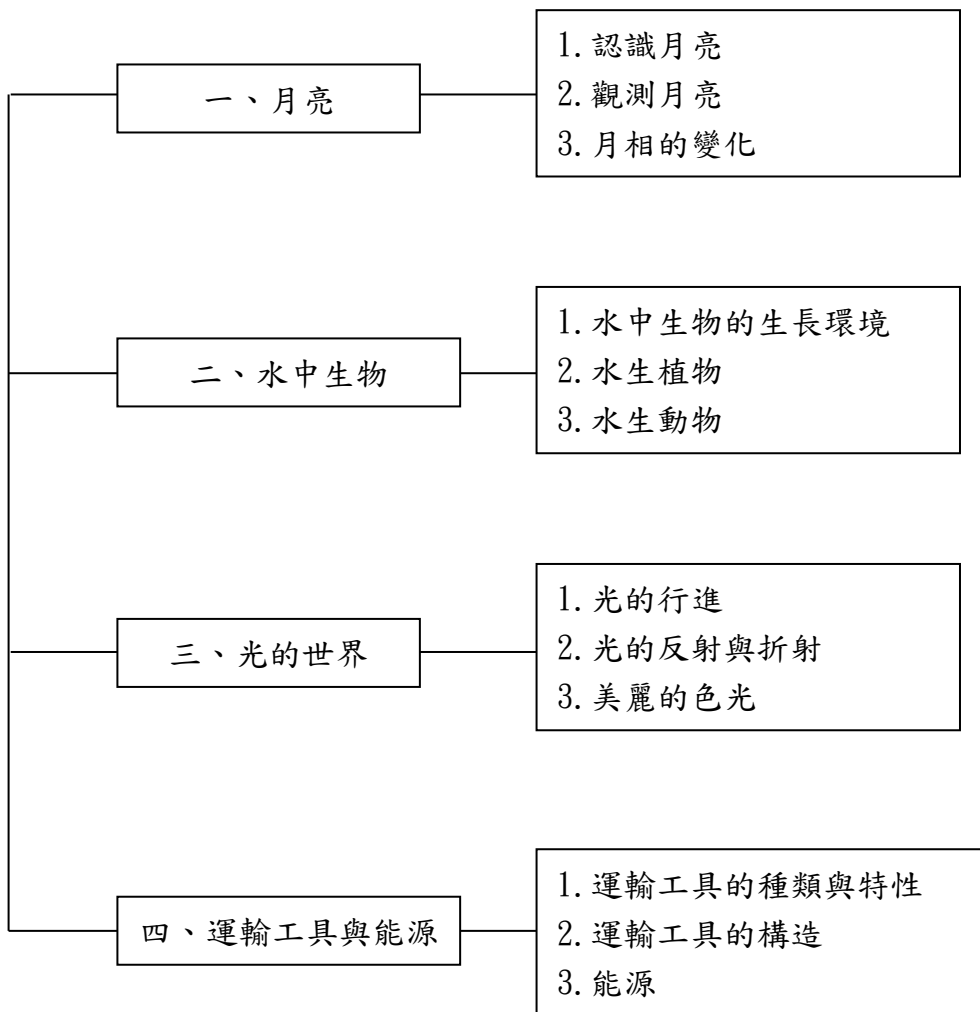 一、月亮
1.認識月亮
2.觀測月亮
3.月相的變化
二、水中生物
1.水中生物的生長環境
2.水生植物
3.水生動物
三、光的世界
1.光的行進
2.光的反射與折射
3.美麗的色光
四、運輸工具與能源
1.運輸工具的種類與特性
2.運輸工具的構造
3.能源